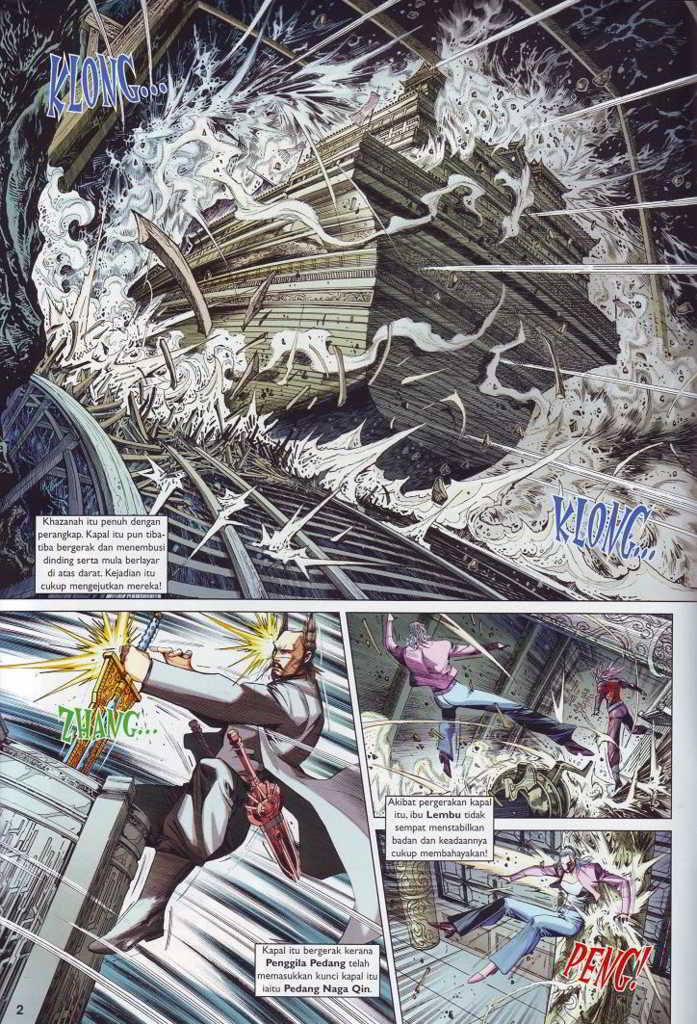 KLONG...
KLONG...
Khazanah itu penuh dengan
perangkap. Kapal itu pun tiba-
tiba bergerak dan menembusi
dinding serta mula berlayar
di atas darat. Kejadian itu
cukup mengejutkan mereka!
ZHANG...
Kapal itu bergerak kerana
Penggila Pedang telah
memasukkan kunci kapal itu
iaitu Pedang Naga Qin.
Akibat pergerakan kapal
itu, ibu Lembu tidak
sempat menstabilkan
badan dan keadaannya
cukup membahayakan!
PENG!
2